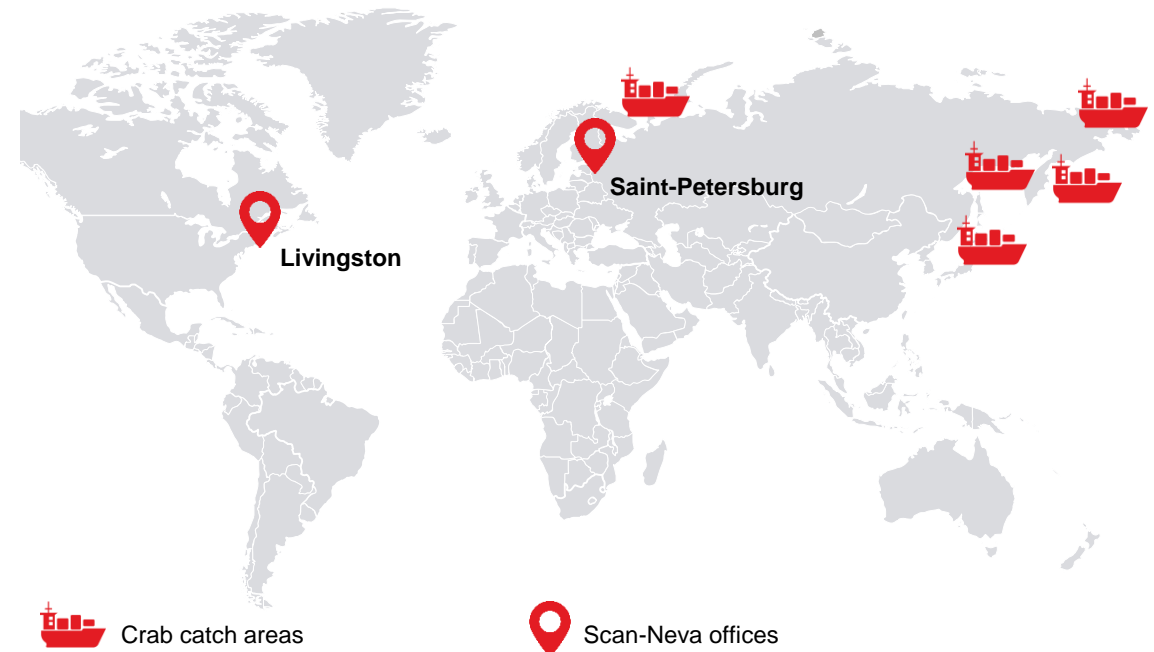 Saint-Petersburg
Livingston
Crab catch areas
Scan-Neva offices